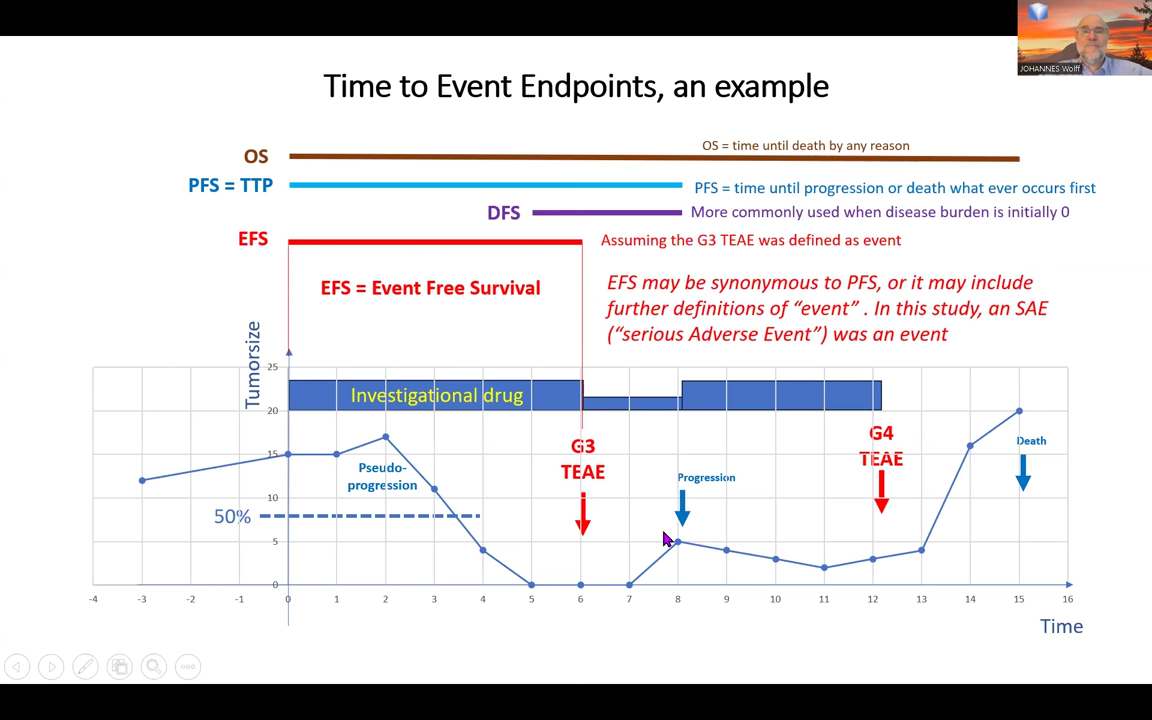 JOHANNES Wolff
Time to Event Endpoints, an example
OS
OS = time until death by any reason
PFS = TTP
PFS = time until progression or death what ever occurs first
DFS
More commonly used when disease burden is initially 0
EFS
Assuming the G3 TEAE was defined as event
EFS = Event Free Survival
EFS may be synonymous to PFS, or it may include
further definitions of “event” . In this study, an SAE
(“serious Adverse Event”) was an event
Tumorsize
25
20
15
10
5
0
Investigational drug
50%
Pseudo-
progression
G3
TEAE
Progression
G4
TEAE
Death
-4 -3 -2 -1 0 1 2 3 4 5 6 7 8 9 10 11 12 13 14 15 16
Time